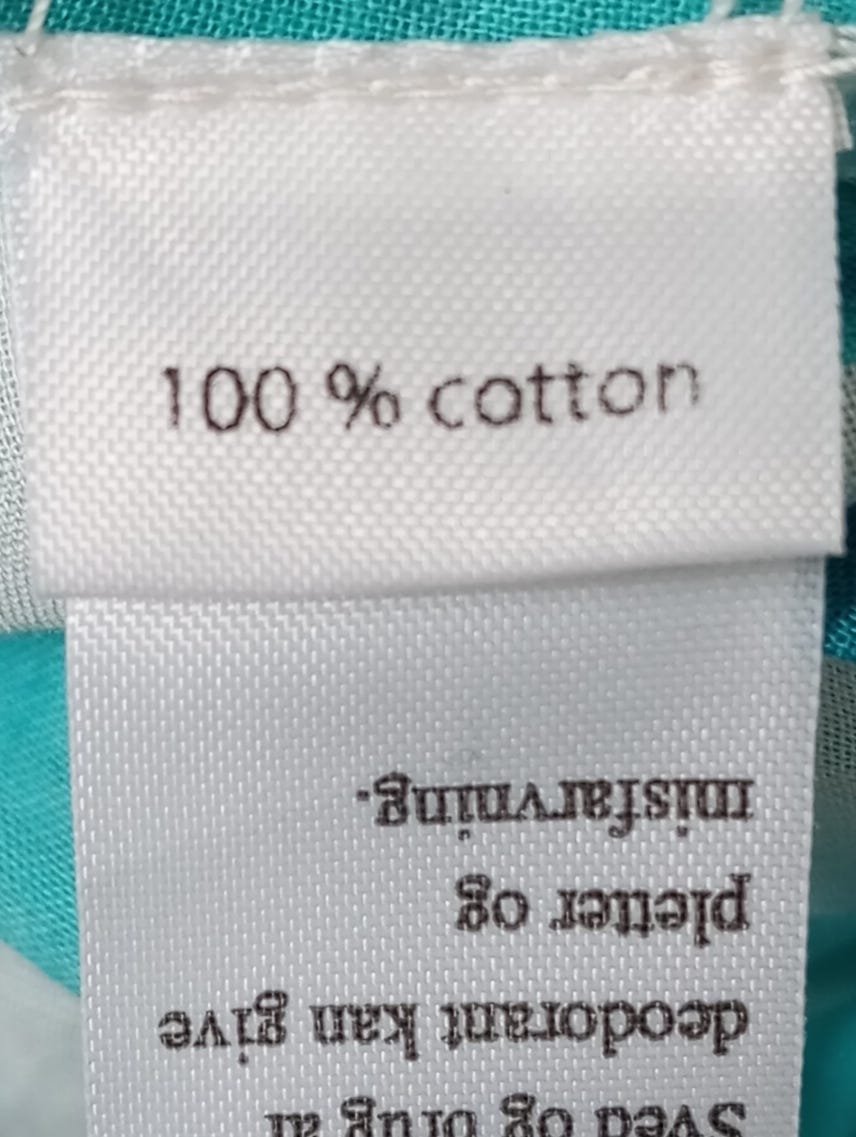 100 % cotton
Sved og brug af
deodorant kan give
pletter og
misfarvning.